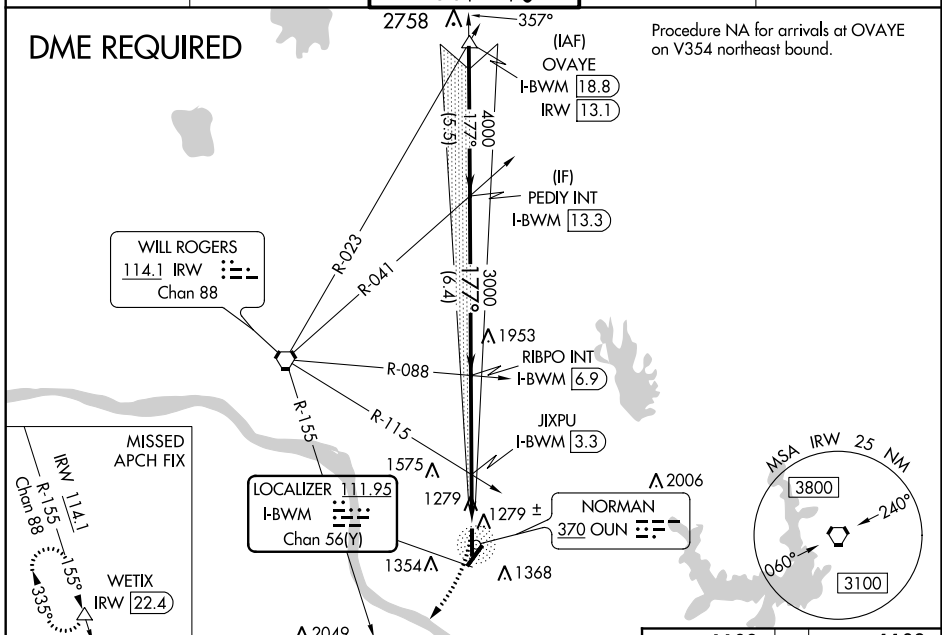 2758
357°
DME REQUIRED
Procedure NA for arrivals at OVAYE
on V354 northeast bound.
(IAF)
OVAYE
I-BWM 18.8
IRW 13.1
4000
177°
(5.5)
(IF)
PEDIY INT
I-BWM 13.3
R-023
R-041
WILL ROGERS
114.1 IRW
Chan 88
3000
177°
(6.4)
1953
RIBPO INT
I-BWM 6.9
R-088
R-115
R-155
JIXPU
I-BWM 3.3
MISSED
APCH FIX
IRW 114.1
Chan 88
R-155
155°
335°
WETIX
IRW 22.4
1575
LOCALIZER 111.95
I-BWM
Chan 56(Y)
1279
1279 ±
NORMAN
370 OUN
2006
1354
1368
2049
MSA IRW 25 NM
3800
240°
060°
3100